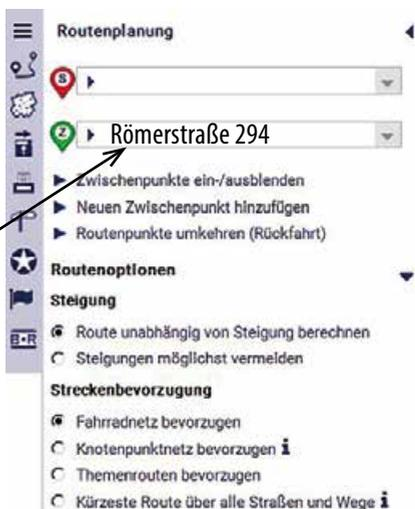 Routenplanung
S
Z Römerstraße 294
Zwischenpunkte ein-/ausblenden
Neuen Zwischenpunkt hinzufügen
Routenpunkte umkehren (Rückfahrt)
Routenoptionen
Steigung
Route unabhängig von Steigung berechnen
Steigungen möglichst vermeiden
Streckenbevorzugung
B•R
Fahrradnetz bevorzugen
Knotenpunktnetz bevorzugen i
Themenrouten bevorzugen
Kürzeste Route über alle Straßen und Wege i